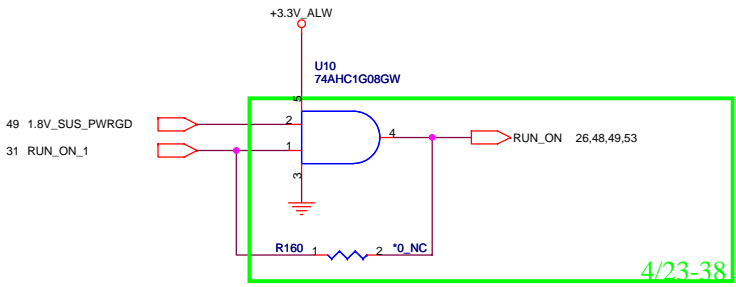 +3.3V_ALW
U10
74AHC1G08GW
5
49 1.8V_SUS_PWRGD
2
4
RUN_ON 26,48,49,53
31 RUN_ON_1
1
3
R160 1 2 *0_NC
4/23-38